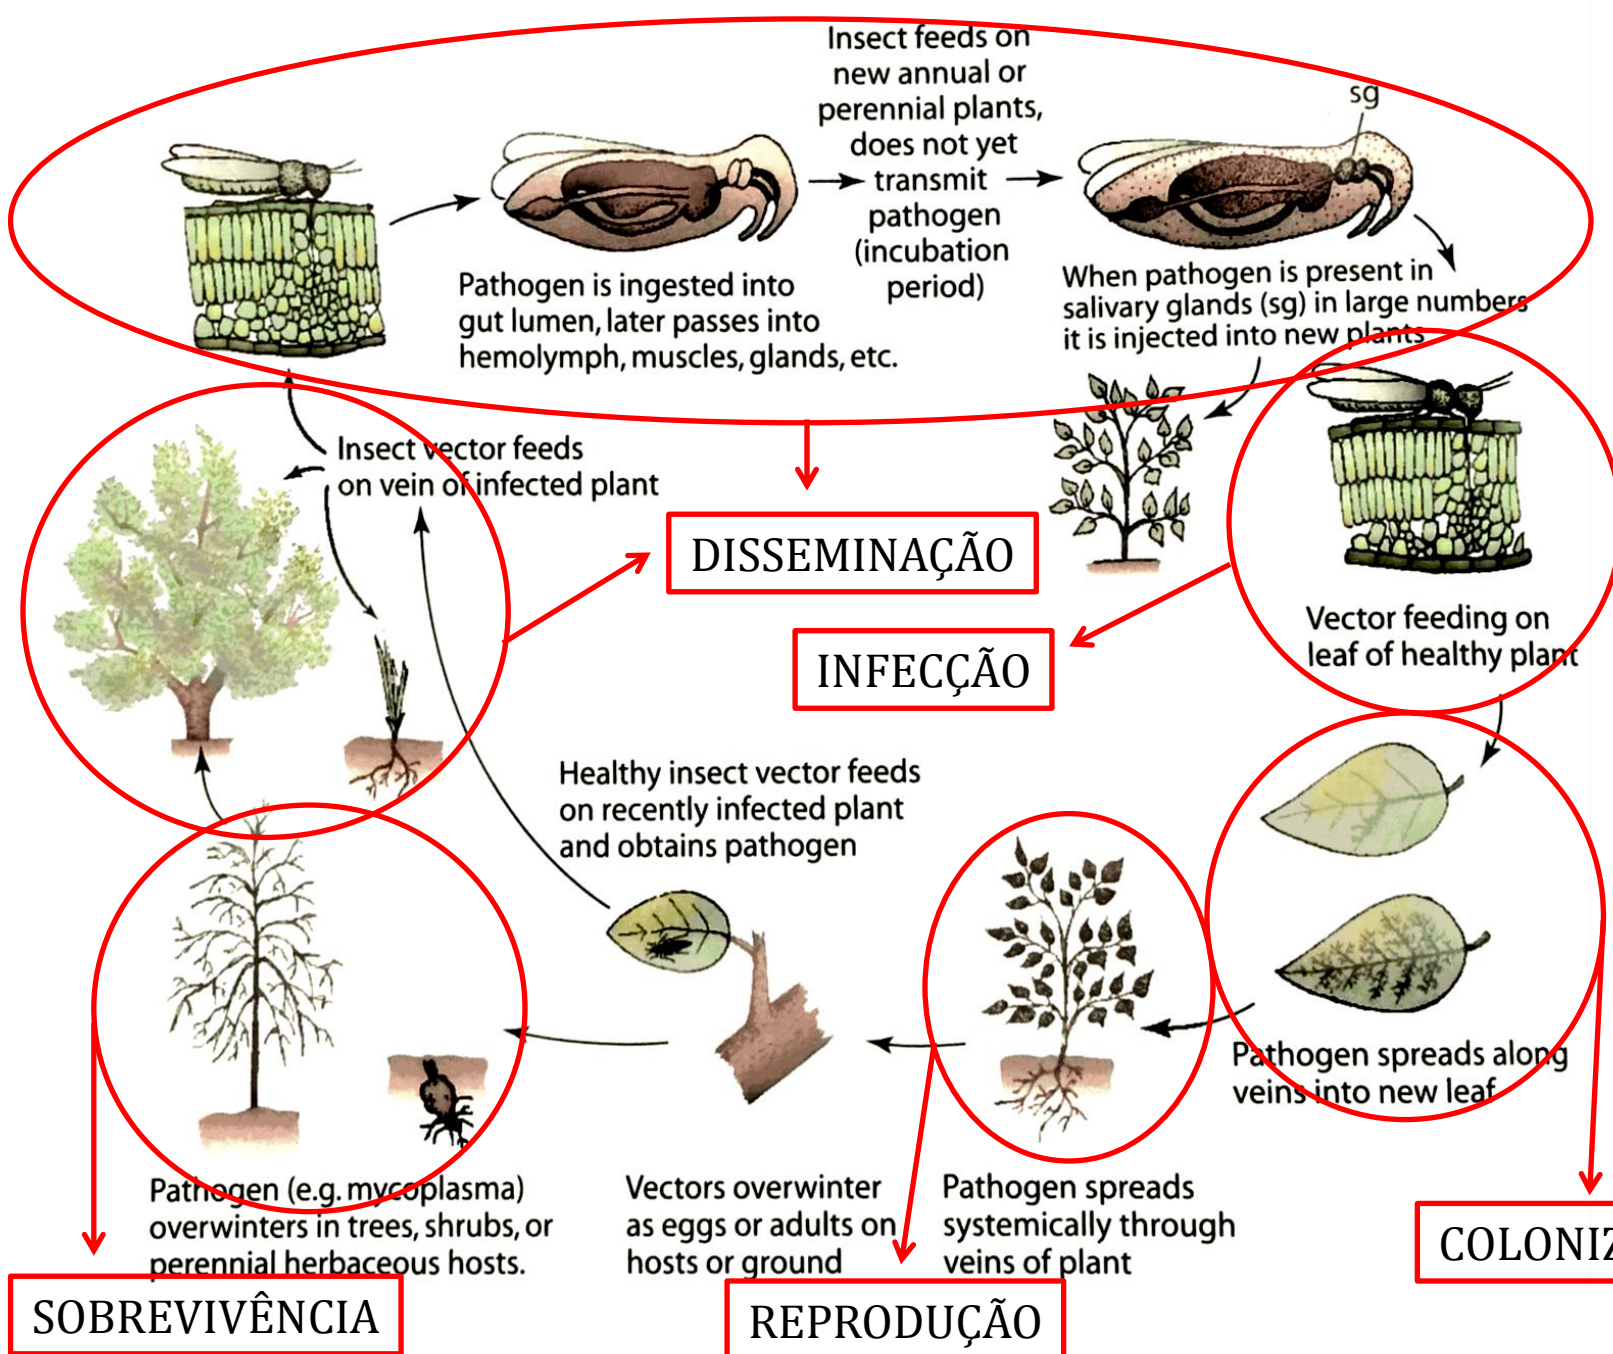 Insect feeds on
new annual or
perennial plants,
does not yet
transmit
pathogen
(incubation
period)
sg
Pathogen is ingested into
gut lumen, later passes into
hemolymph, muscles, glands, etc.
When pathogen is present in
salivary glands (sg) in large numbers
it is injected into new plants
Insect vector feeds
on vein of infected plant
DISSEMINAÇÃO
INFECÇÃO
Vector feeding on
leaf of healthy plant
Healthy insect vector feeds
on recently infected plant
and obtains pathogen
Pathogen spreads along
veins into new leaf
Pathogen (e.g. mycoplasma)
overwinters in trees, shrubs, or
perennial herbaceous hosts.
Vectors overwinter
as eggs or adults on
hosts or ground
Pathogen spreads
systemically through
veins of plant
COLONIZ
SOBREVIVÊNCIA
REPRODUÇÃO